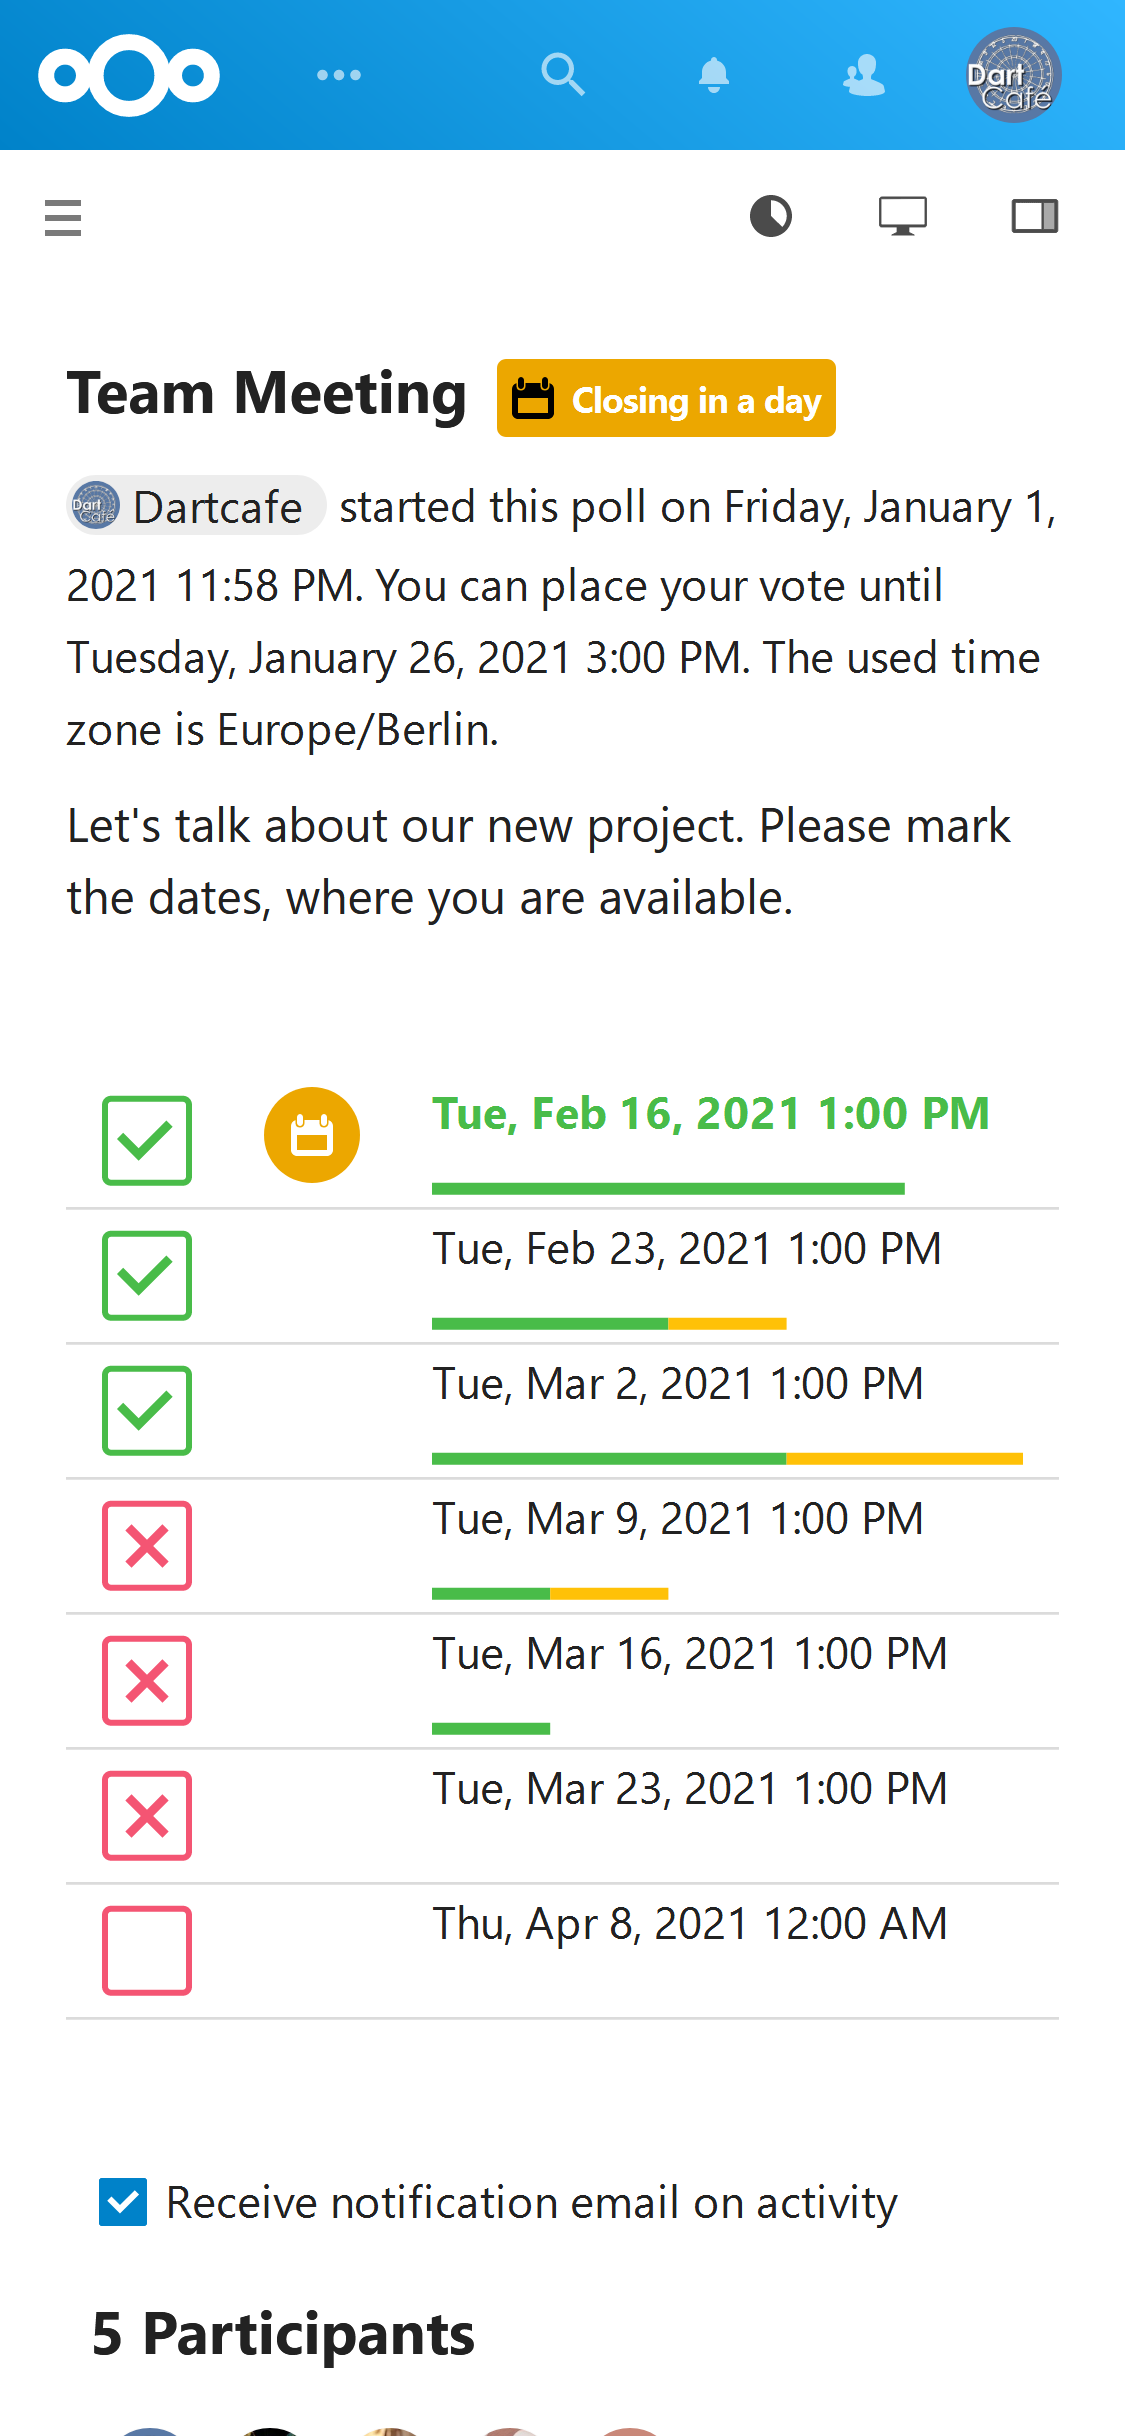 Dart
Café
Team Meeting Closing in a day
Dart
Café
Dartcafe started this poll on Friday, January 1,
2021 11:58 PM. You can place your vote until
Tuesday, January 26, 2021 3:00 PM. The used time
zone is Europe/Berlin.
Let's talk about our new project. Please mark
the dates, where you are available.
Tue, Feb 16, 2021 1:00 PM
Tue, Feb 23, 2021 1:00 PM
Tue, Mar 2, 2021 1:00 PM
Tue, Mar 9, 2021 1:00 PM
Tue, Mar 16, 2021 1:00 PM
Tue, Mar 23, 2021 1:00 PM
Thu, Apr 8, 2021 12:00 AM
Receive notification email on activity
5 Participants